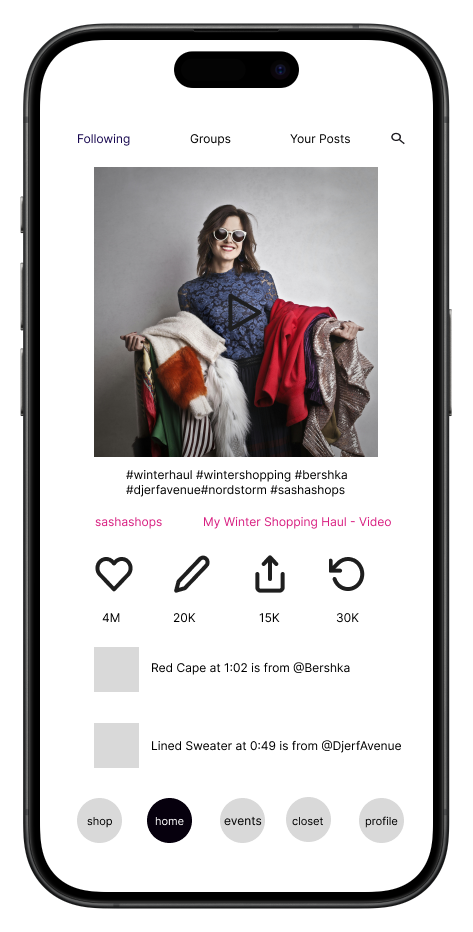 Following Groups Your Posts
#winterhaul #wintershopping #bershka
#djerfavenue#nordstorm #sashashops
sashashops My Winter Shopping Haul - Video
4M 20K 15K 30K
Red Cape at 1:02 is from @Bershka
Lined Sweater at 0:49 is from @DjerfAvenue
shop home events closet profile